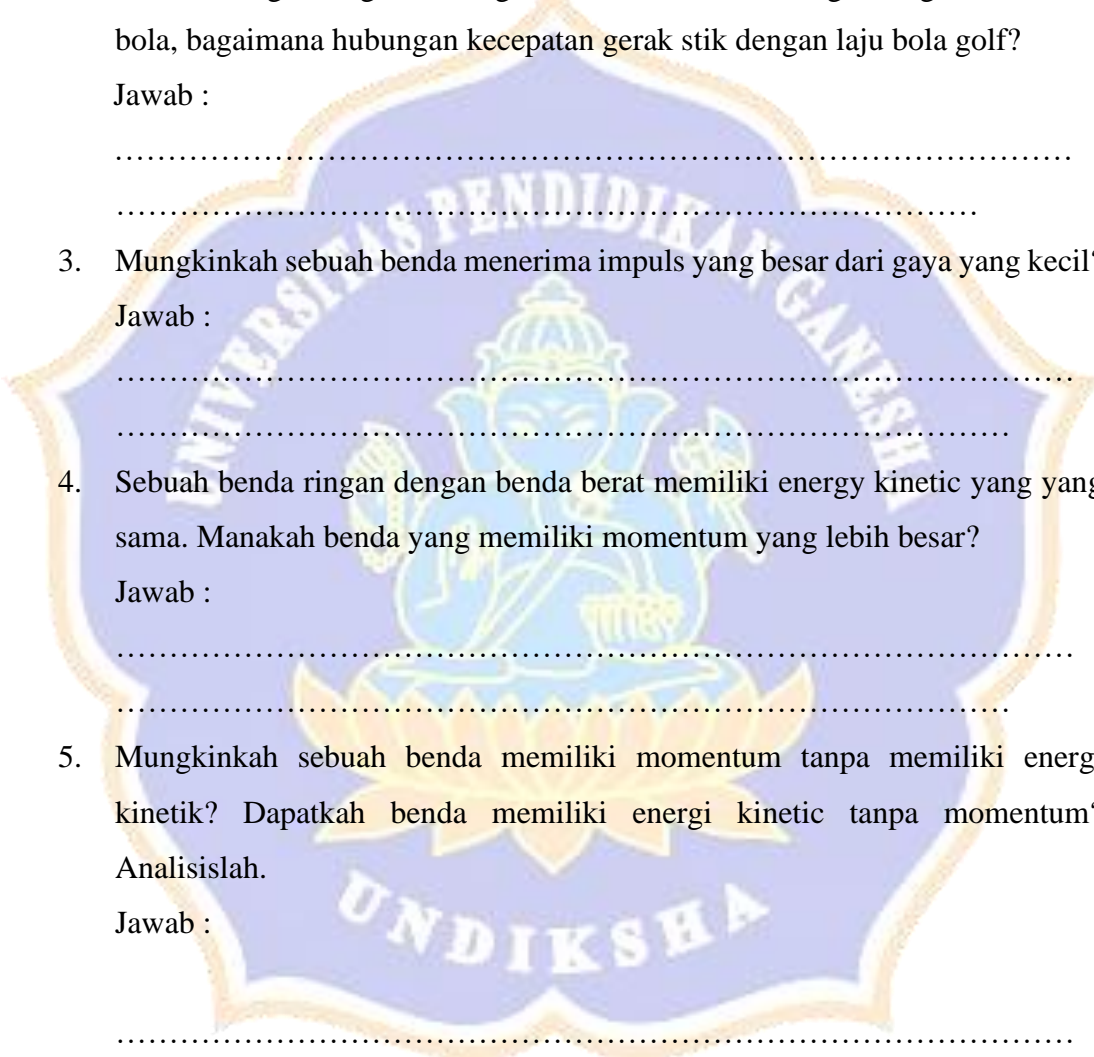 bola, bagaimana hubungan kecepatan gerak stik dengan laju bola golf?
Jawab :
……………………………………………………………………………
……………………………………………………………………
3. Mungkinkah sebuah benda menerima impuls yang besar dari gaya yang kecil?
Jawab :
……………………………………………………………………………
………………………………………………………………………
4. Sebuah benda ringan dengan benda berat memiliki energy kinetic yang yang
sama. Manakah benda yang memiliki momentum yang lebih besar?
Jawab :
……………………………………………………………………………
………………………………………………………………………
5. Mungkinkah sebuah benda memiliki momentum tanpa memiliki energ
kinetik? Dapatkah benda memiliki energi kinetic tanpa momentum?
Analisislah.
Jawab :
……………………………………………………………………………
UNIVERSITAS PENDIDIKAN GANESHA
UNDIKSHA